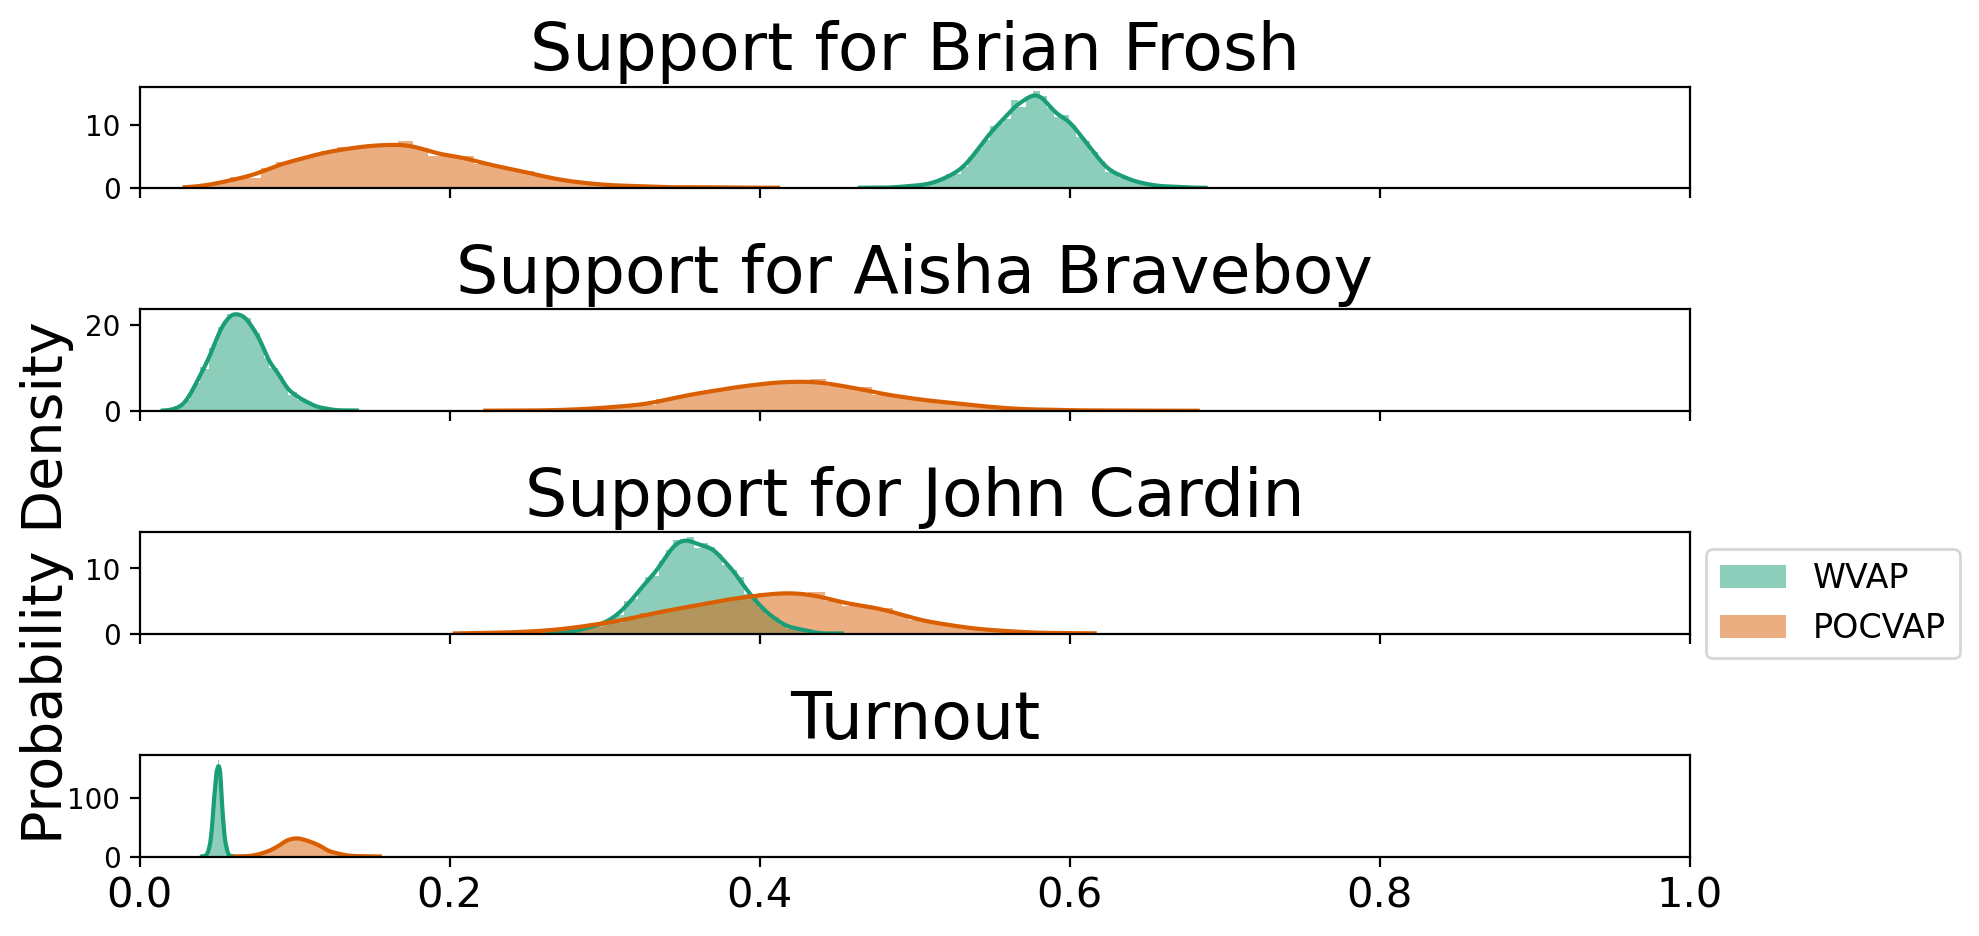 Support for Brian Frosh
10
0
Support for Aisha Braveboy
20
0
Support for John Cardin
10
0
Turnout
100
0
0.0 0.2 0.4 0.6 0.8 1.0
Probability Density
WVAP
POCVAP